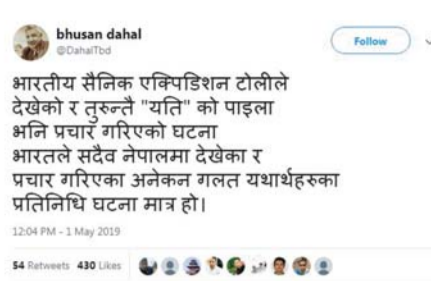 bhusan dahal
@DahalTbd
Follow
भारतीय सैनिक एक्पिडिशन टोलीले
देखेको र तुरुन्तै "यति" को पाइला
भनि प्रचार गरिएको घटना
भारतले सदैव नेपालमा देखेका र
प्रचार गरिएका अनेकन गलत यथार्थहरुका
प्रतिनिधि घटना मात्र हो।
12:04 PM - 1 May 2019
54 Retweets 430 Likes